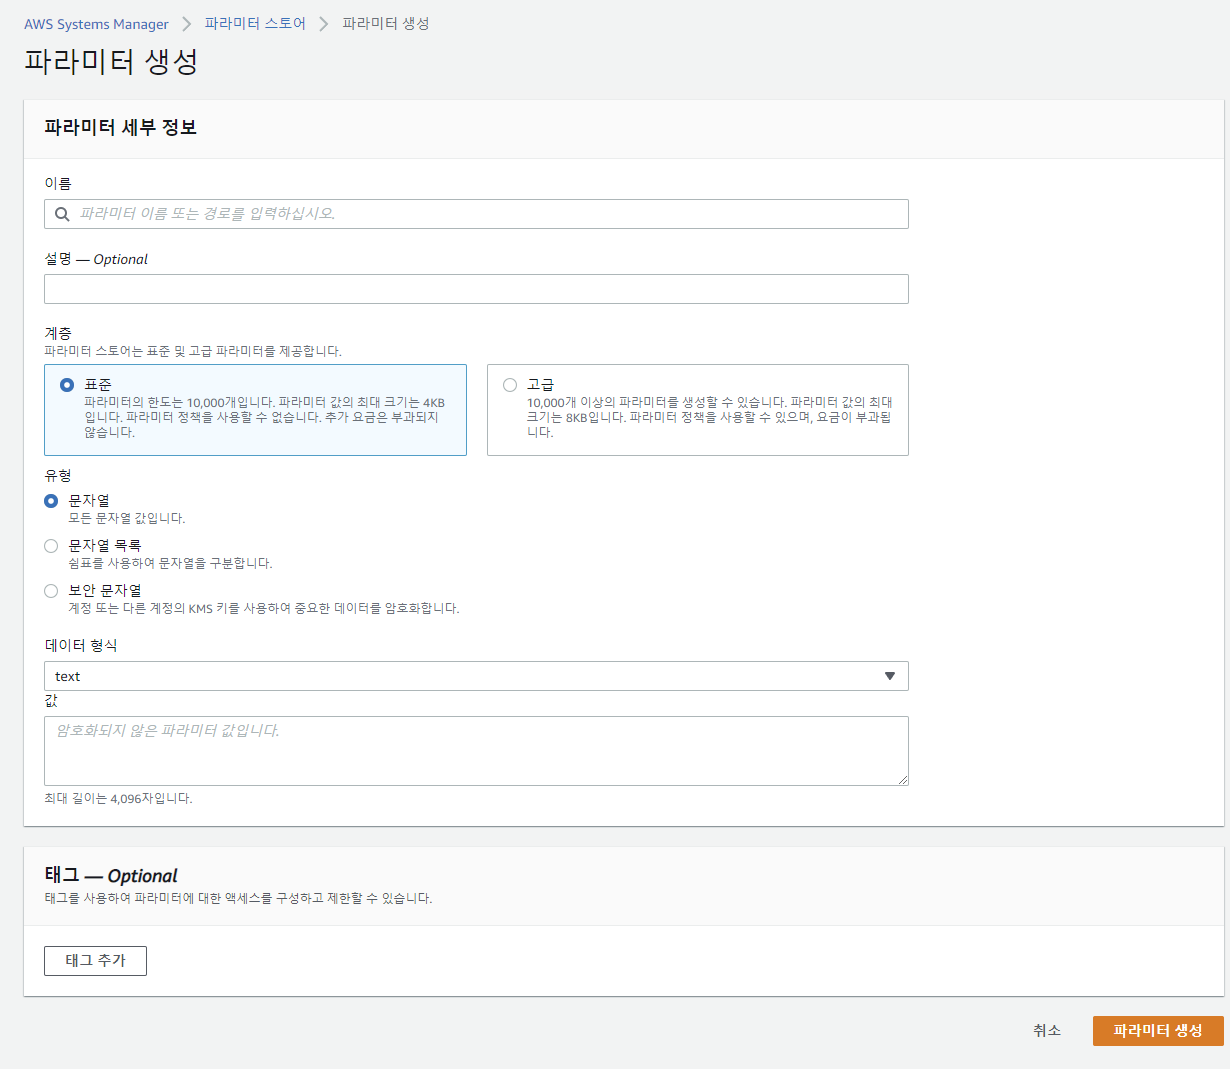 AWS Systems Manager > 파라미터 스토어 > 파라미터 생성
파라미터 생성
파라미터 세부 정보
이름
파라미터 이름 또는 경로를 입력하십시오.
설명 — Optional
계층
파라미터 스토어는 표준 및 고급 파라미터를 제공합니다.
표준
파라미터의 한도는 10,000개입니다. 파라미터 값의 최대 크기는 4KB
입니다. 파라미터 정책을 사용할 수 없습니다. 추가 요금은 부과되지
않습니다.
고급
10,000개 이상의 파라미터를 생성할 수 있습니다. 파라미터 값의 최대
크기는 8KB입니다. 파라미터 정책을 사용할 수 있으며, 요금이 부과됩
니다.
유형
문자열
모든 문자열 값입니다.
문자열 목록
쉼표를 사용하여 문자열을 구분합니다.
보안 문자열
계정 또는 다른 계정의 KMS 키를 사용하여 중요한 데이터를 암호화합니다.
데이터 형식
text
값
암호화되지 않은 파라미터 값입니다.
최대 길이는 4,096자입니다.
태그 — Optional
태그를 사용하여 파라미터에 대한 액세스를 구성하고 제한할 수 있습니다.
태그 추가
취소
파라미터 생성